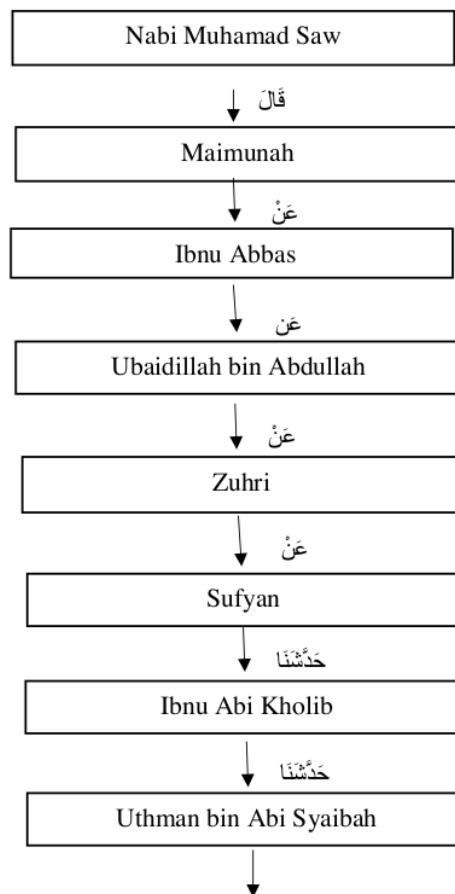 Nabi Muhamad Saw
قَالَ
Maimunah
عَنْ
Ibnu Abbas
عَن
Ubaidillah bin Abdullah
عَنْ
Zuhri
عَنْ
Sufyan
حَدَّشَنَا
Ibnu Abi Kholib
حَدَّشَنَا
Uthman bin Abi Syaibah